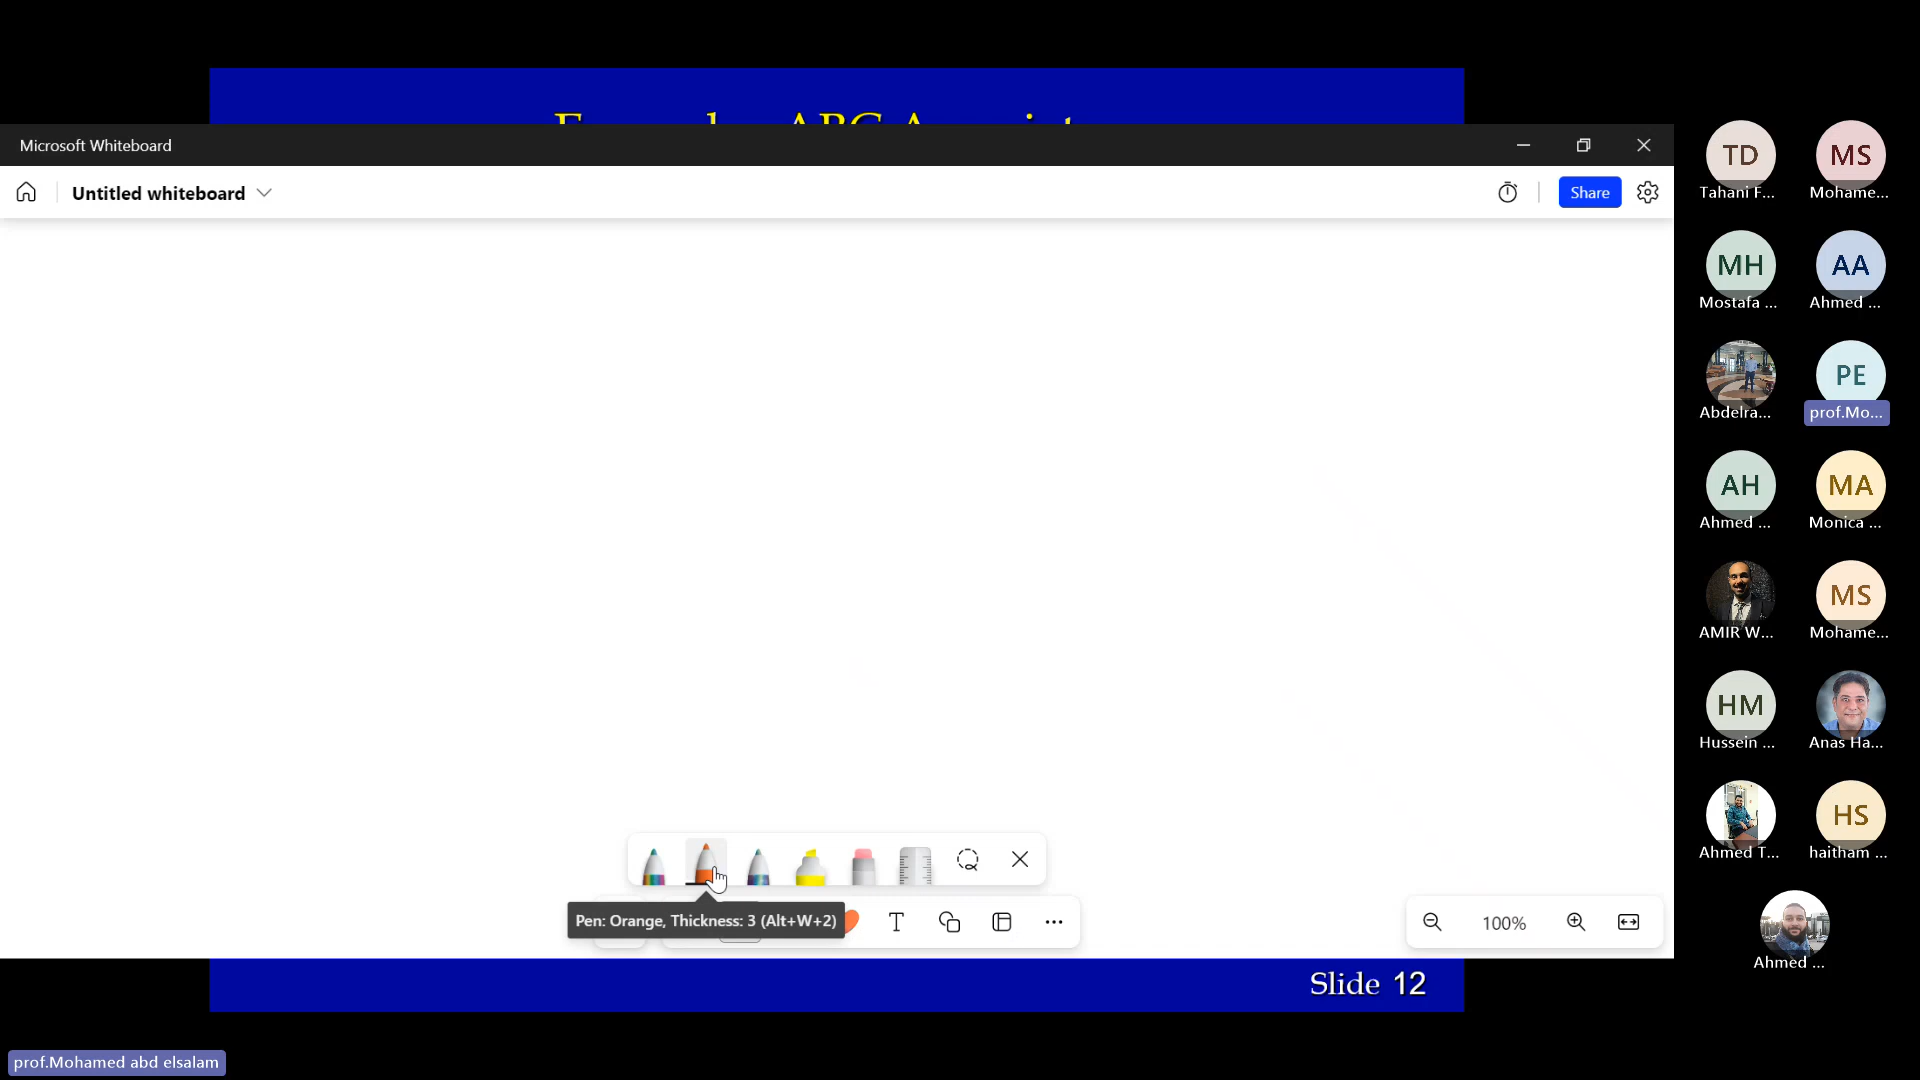 Microsoft Whiteboard
Untitled whiteboard
Share
TD
Tahani F...
MS
Mohame...
MH
Mostafa ...
AA
Ahmed ...
Abdelra...
PE
prof.Mo...
AH
Ahmed ...
MA
Monica ...
AMIR W...
MS
Mohame...
HM
Hussein ...
Anas Ha...
Ahmed T...
HS
haitham ...
Ahmed ...
Pen: Orange, Thickness: 3 (Alt+W+2)
100%
Slide 12
prof.Mohamed abd elsalam